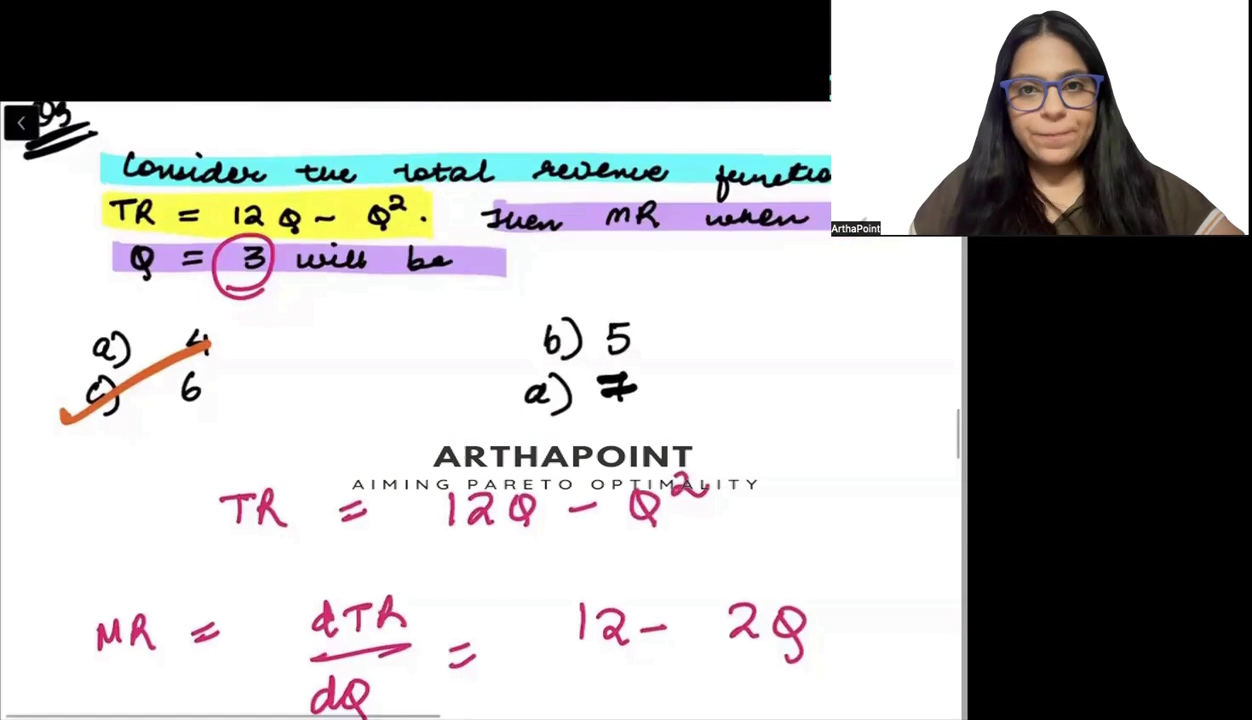 Q3
Consider the total revenue functio
TR = 12Q - Q². Then MR when
Q = 3 will be
a) 4
b) 5
c) 6
d) 7
ArthaPoint
ARTHAPOINT
AIMING PARETO OPTIMALITY
TR = 12Q - Q²
MR = dTR/dQ = 12 - 2Q